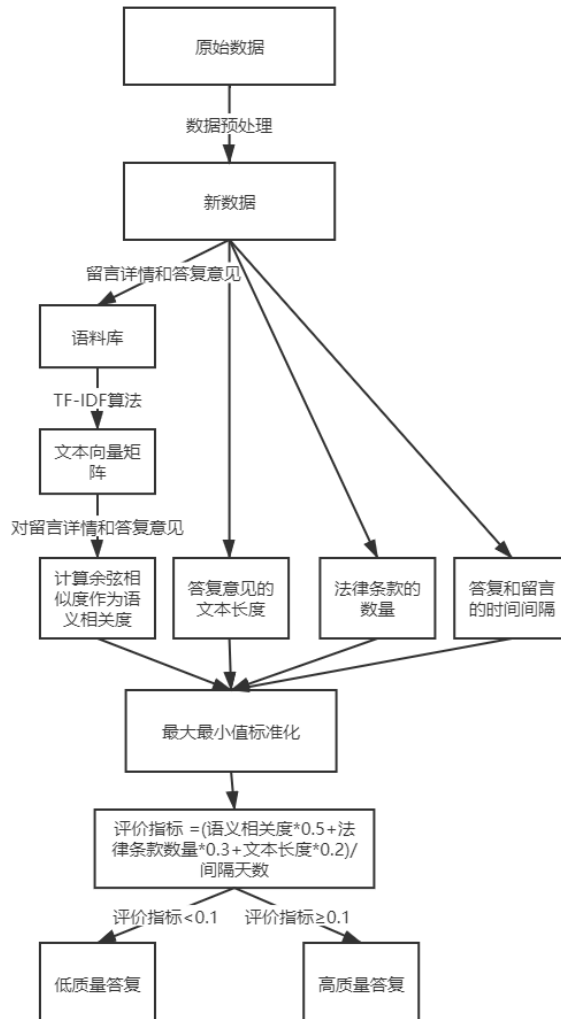 原始数据
数据预处理
新数据
留言详情和答复意见
语料库
TF-IDF算法
文本向量矩
阵
对留言详情和答复意见
计算余弦相
似度作为语
义相关度
答复意见的
文本长度
法律条款的
数量
答复和留言
的时间间隔
最大最小值标准化
评价指标 =(语义相关度*0.5+法
律条款数量*0.3+文本长度*0.2)/
间隔天数
评价指标<0.1
评价指标≥0.1
低质量答复
高质量答复